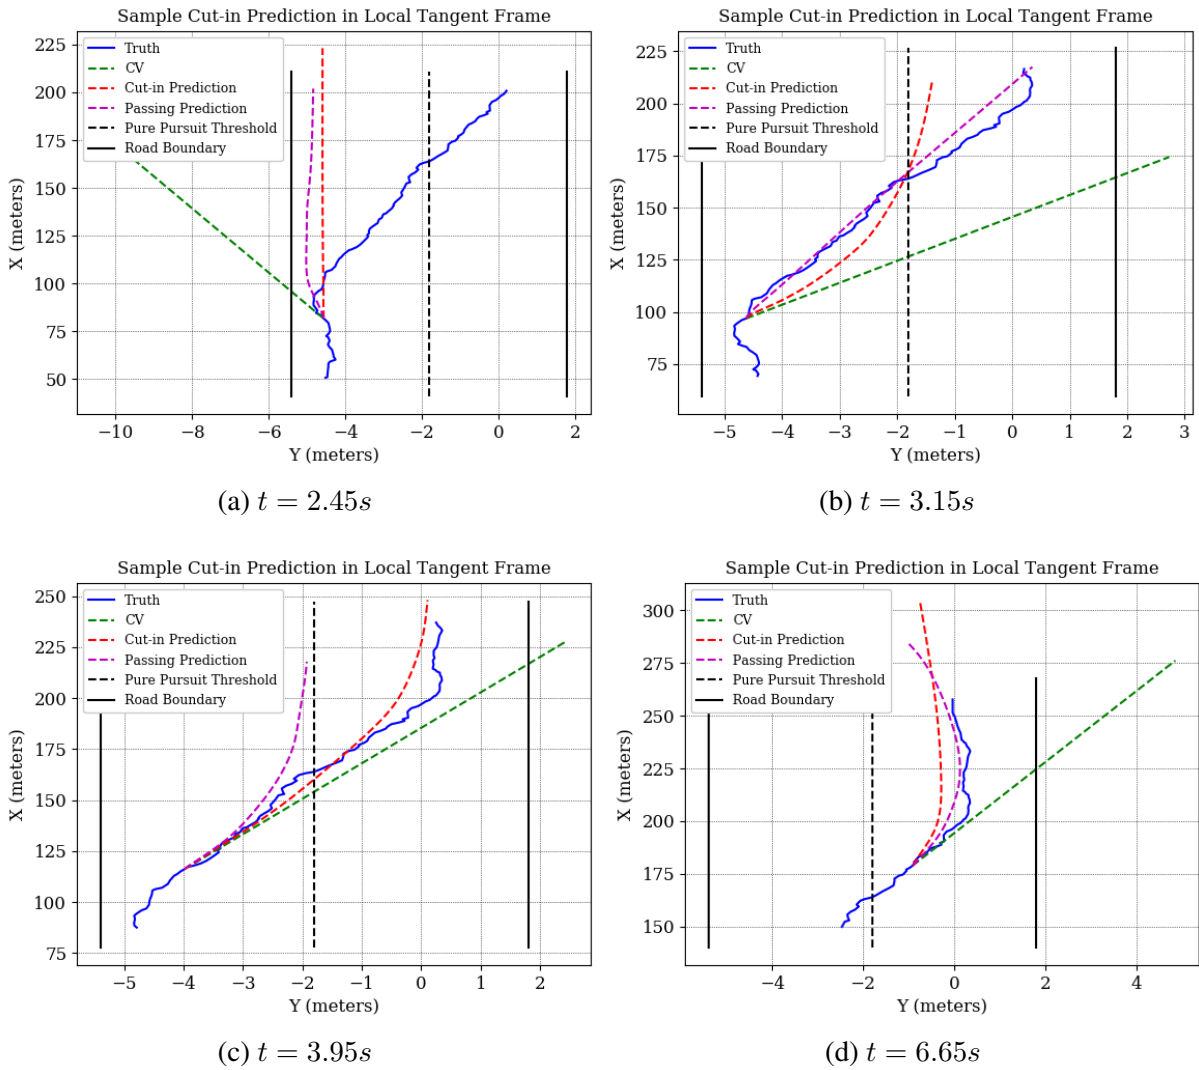 Sample Cut-in Prediction in Local Tangent Frame
225
200
175
150
125
100
75
50
X (meters)
Truth
CV
Cut-in Prediction
Passing Prediction
Pure Pursuit Threshold
Road Boundary
−10 −8 −6 −4 −2 0 2
Y (meters)
(a) t = 2.45s
Sample Cut-in Prediction in Local Tangent Frame
225
200
175
150
125
100
75
X (meters)
Truth
CV
Cut-in Prediction
Passing Prediction
Pure Pursuit Threshold
Road Boundary
−5 −4 −3 −2 −1 0 1 2 3
Y (meters)
(b) t = 3.15s
Sample Cut-in Prediction in Local Tangent Frame
250
225
200
175
150
125
100
75
X (meters)
Truth
CV
Cut-in Prediction
Passing Prediction
Pure Pursuit Threshold
Road Boundary
−5 −4 −3 −2 −1 0 1 2
Y (meters)
(c) t = 3.95s
Sample Cut-in Prediction in Local Tangent Frame
300
275
250
225
200
175
150
X (meters)
Truth
CV
Cut-in Prediction
Passing Prediction
Pure Pursuit Threshold
Road Boundary
−4 −2 0 2 4
Y (meters)
(d) t = 6.65s